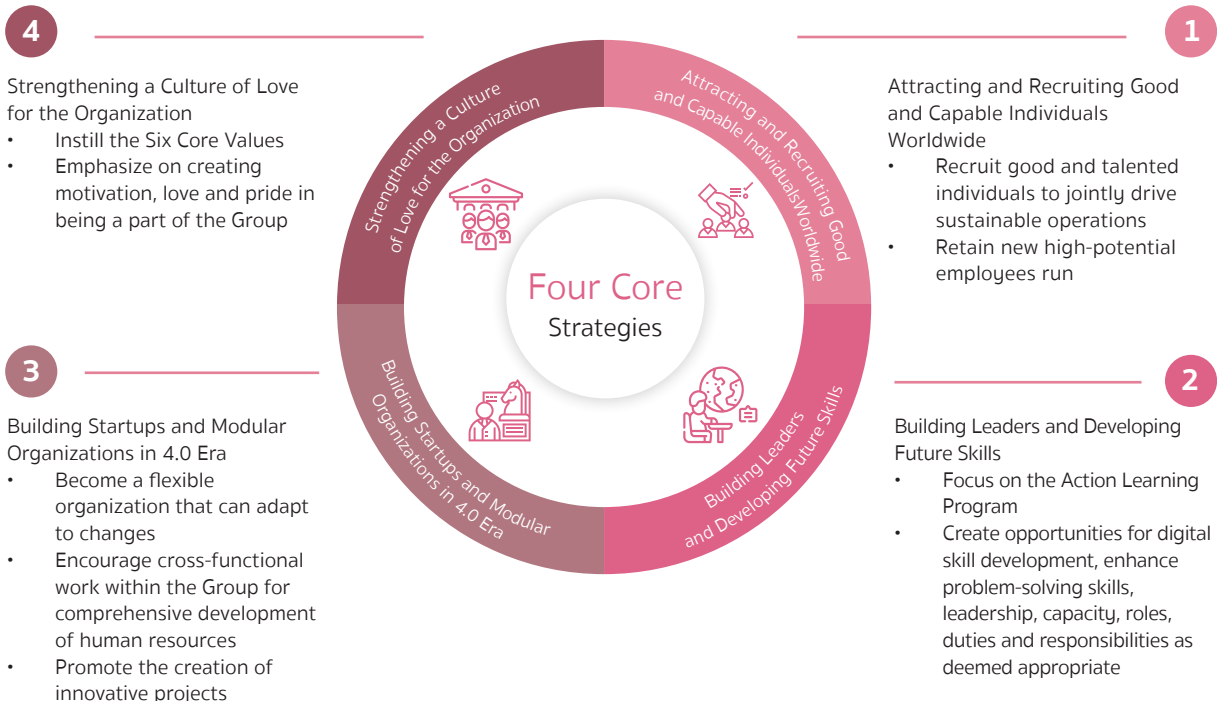 4
Strengthening a Culture of Love
for the Organization
• Instill the Six Core Values
• Emphasize on creating
motivation, love and pride in
being a part of the Group
1
Attracting and Recruiting Good
and Capable Individuals
Worldwide
• Recruit good and talented
individuals to jointly drive
sustainable operations
• Retain new high-potential
employees run
Strengthening a Culture
of Love for the Organization
Attracting and Recruiting Good
and Capable IndividualsWorldwide
Four Core
Strategies
Building Startups and Modular
Organizations in 4.0 Era
Building Leaders
and Developing Future Skills
3
Building Startups and Modular
Organizations in 4.0 Era
• Become a flexible
organization that can adapt
to changes
• Encourage cross-functional
work within the Group for
comprehensive development
of human resources
• Promote the creation of
innovative projects
2
Building Leaders and Developing
Future Skills
• Focus on the Action Learning
Program
• Create opportunities for digital
skill development, enhance
problem-solving skills,
leadership, capacity, roles,
duties and responsibilities as
deemed appropriate